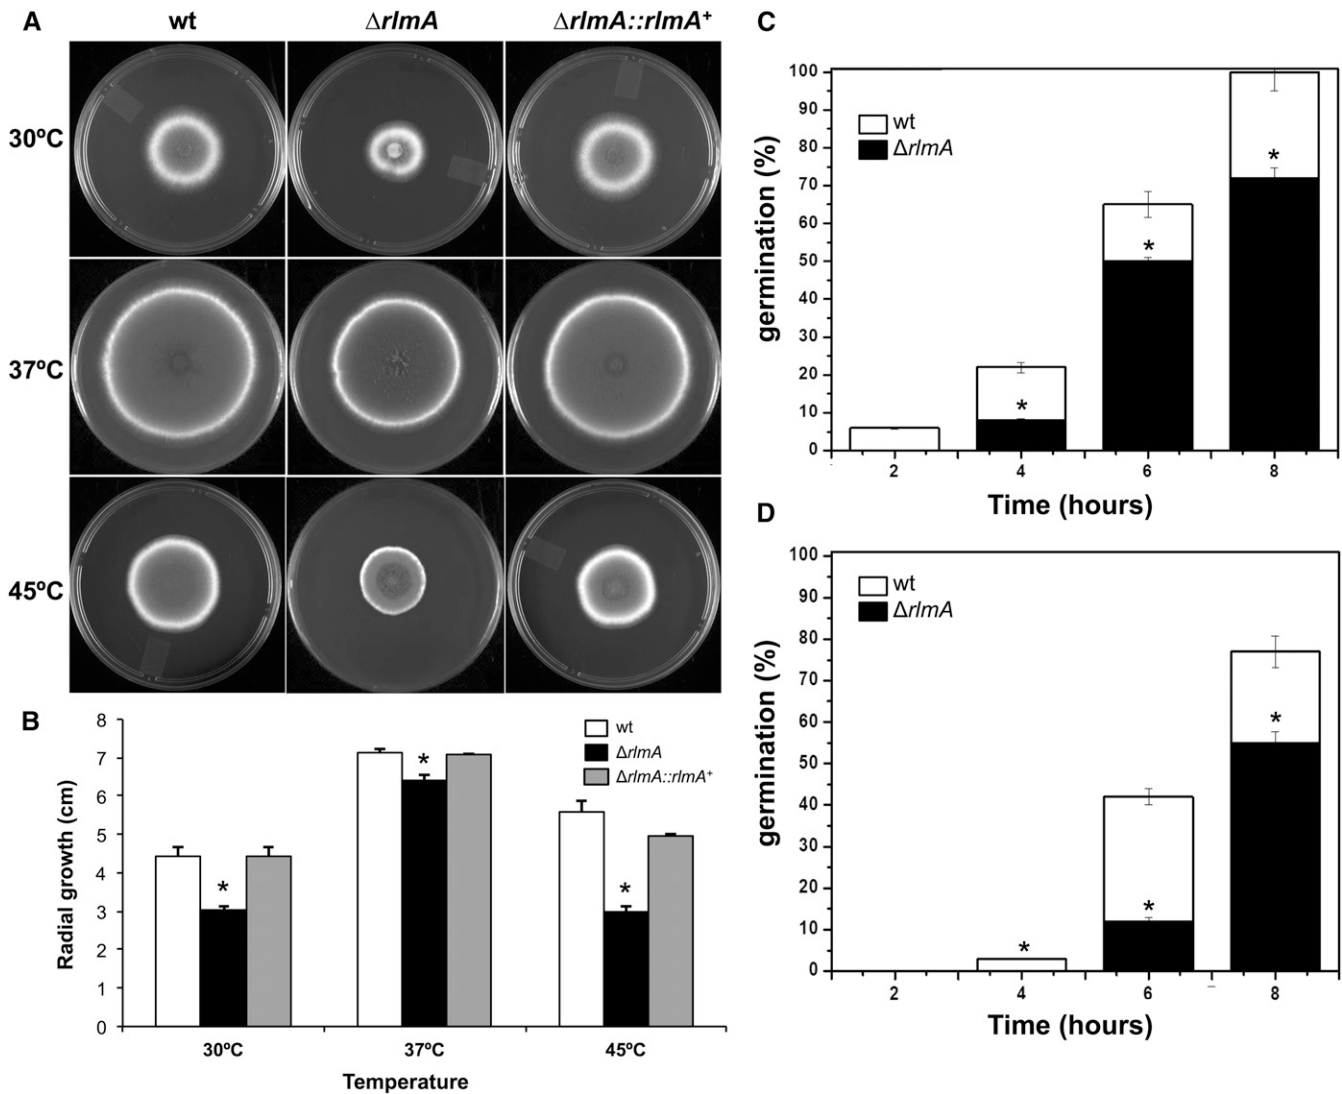 A
wt
ΔrlmA
ΔrlmA::rlmA+
30ºC
37ºC
45ºC
B
8
7
6
5
4
3
2
1
0
Radial growth (cm)
wt
ΔrlmA
ΔrlmA::rlmA+
*
*
*
30ºC
37ºC
45ºC
Temperature
C
100
90
80
70
60
50
40
30
20
10
0
germination (%)
wt
ΔrlmA
*
*
*
2
4
6
8
Time (hours)
D
100
90
80
70
60
50
40
30
20
10
0
germination (%)
wt
ΔrlmA
*
*
*
2
4
6
8
Time (hours)